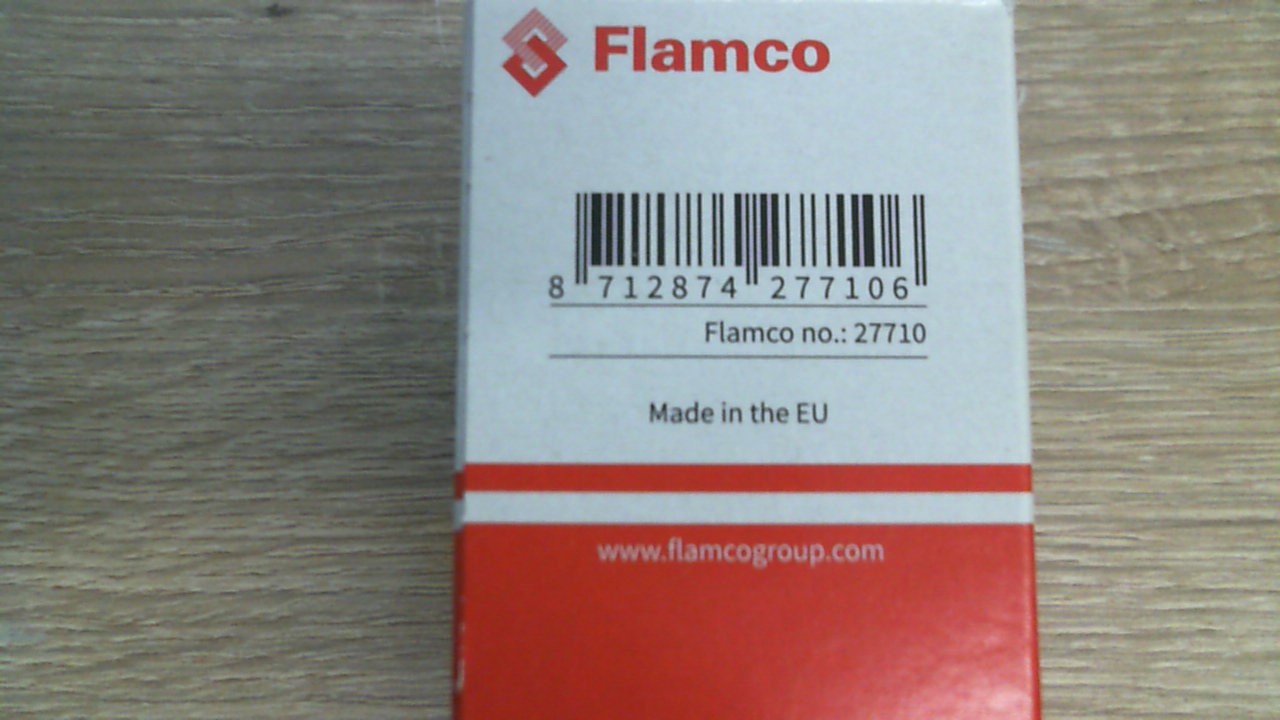 Flamco
8 712874 277106
Flamco no.: 27710
Made in the EU
www.flamcogroup.com